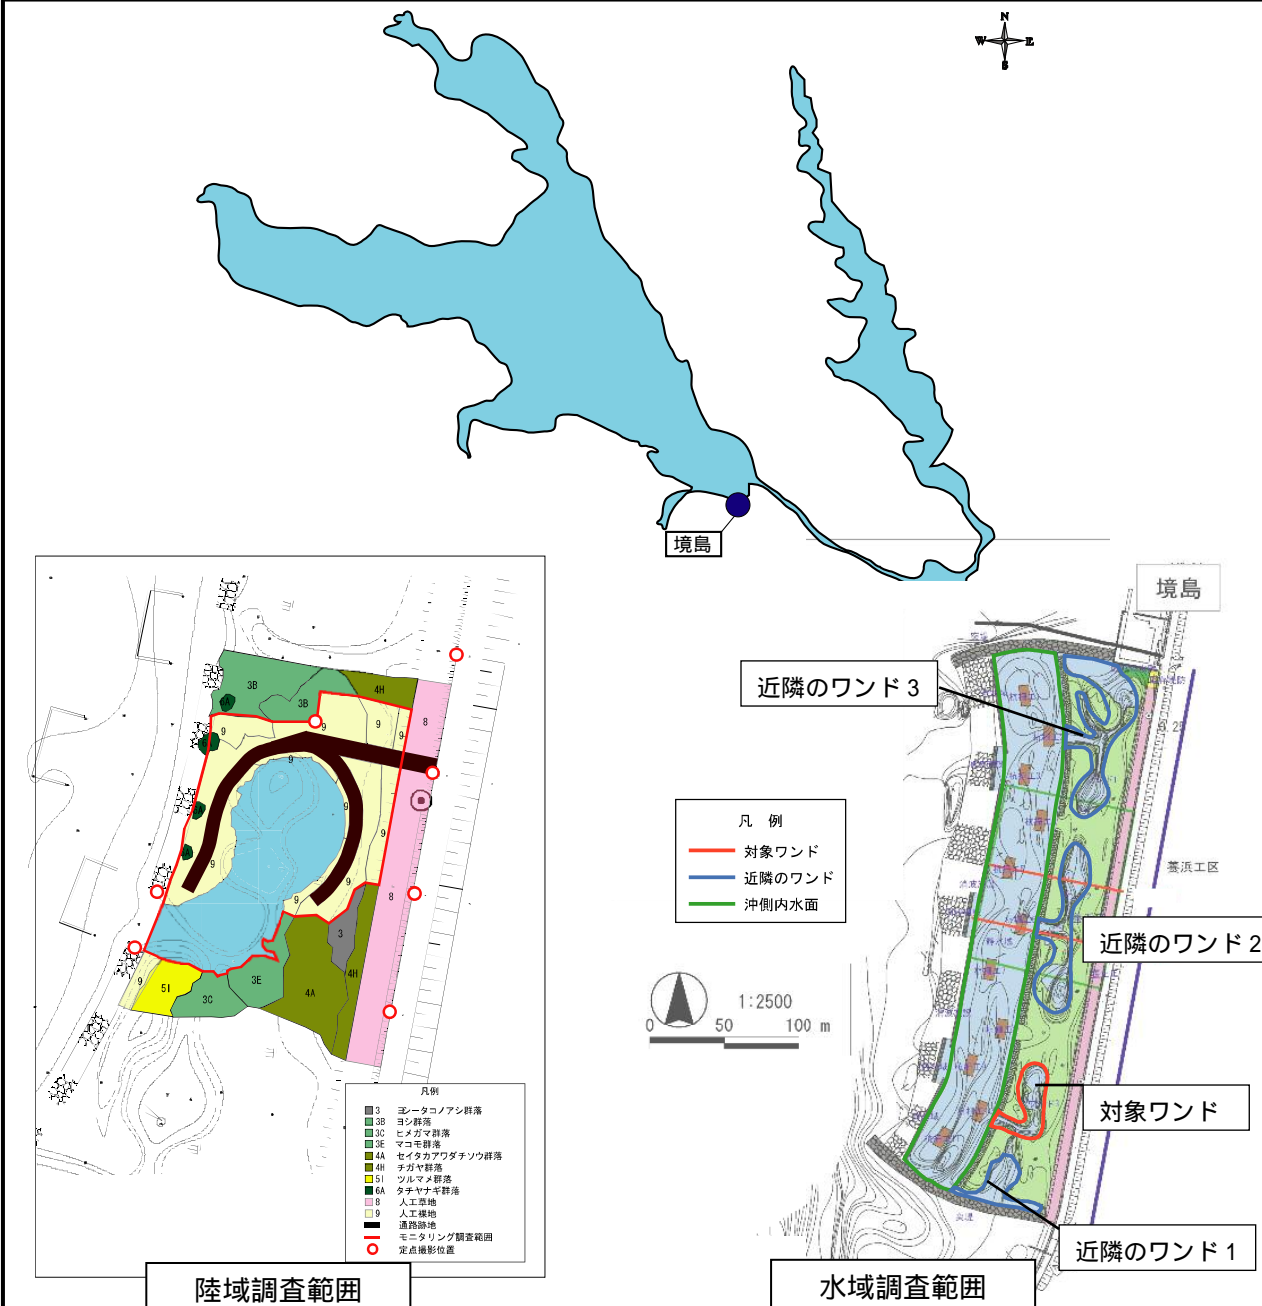 N
W E
S
境島
境島
近隣のワンド３
凡 例
対象ワンド
近隣のワンド
沖側内水面
養浜工区
近隣のワンド２
1:2500
0 50 100 m
対象ワンド
近隣のワンド１
水域調査範囲
3B
3B
4H
6A
9
9
9
9
8
9
9
9
9
9
9
8
3
4H
3E
4A
3C
5I
9
凡例
3 ヨシ－タコノアシ群落
3B ヨシ群落
3C ヒメガマ群落
3E マコモ群落
4A セイタカアワダチソウ群落
4H チガヤ群落
5I ツルマメ群落
6A タチヤナギ群落
8 人工草地
9 人工裸地
通路跡地
モニタリング調査範囲
定点撮影位置
陸域調査範囲